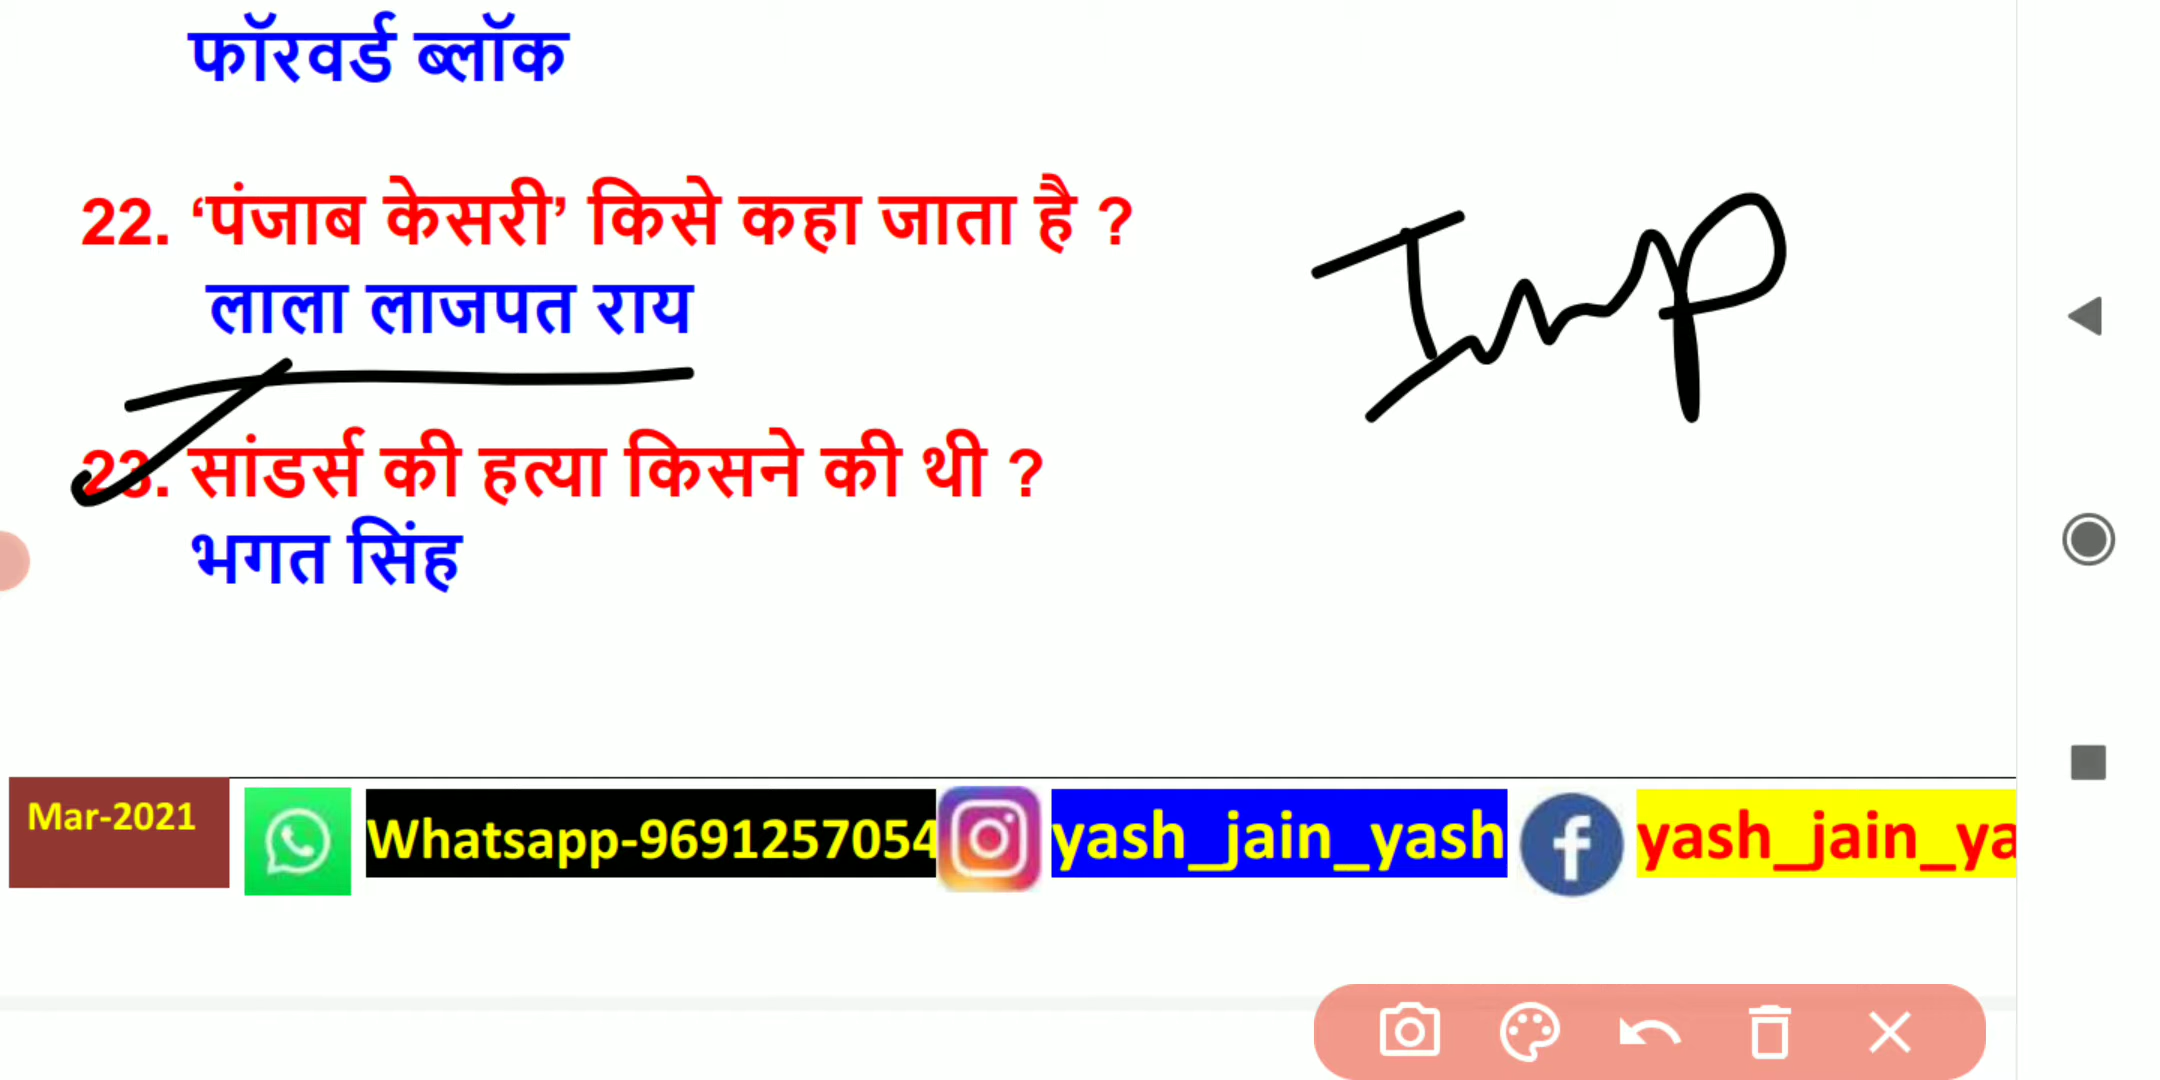 फॉरवर्ड ब्लॉक
22. ‘पंजाब केसरी’ किसे कहा जाता है ?
लाला लाजपत राय
Imp
23. सांडर्स की हत्या किसने की थी ?
भगत सिंह
Mar-2021 Whatsapp-9691257054 yash_jain_yash yash_jain_ya